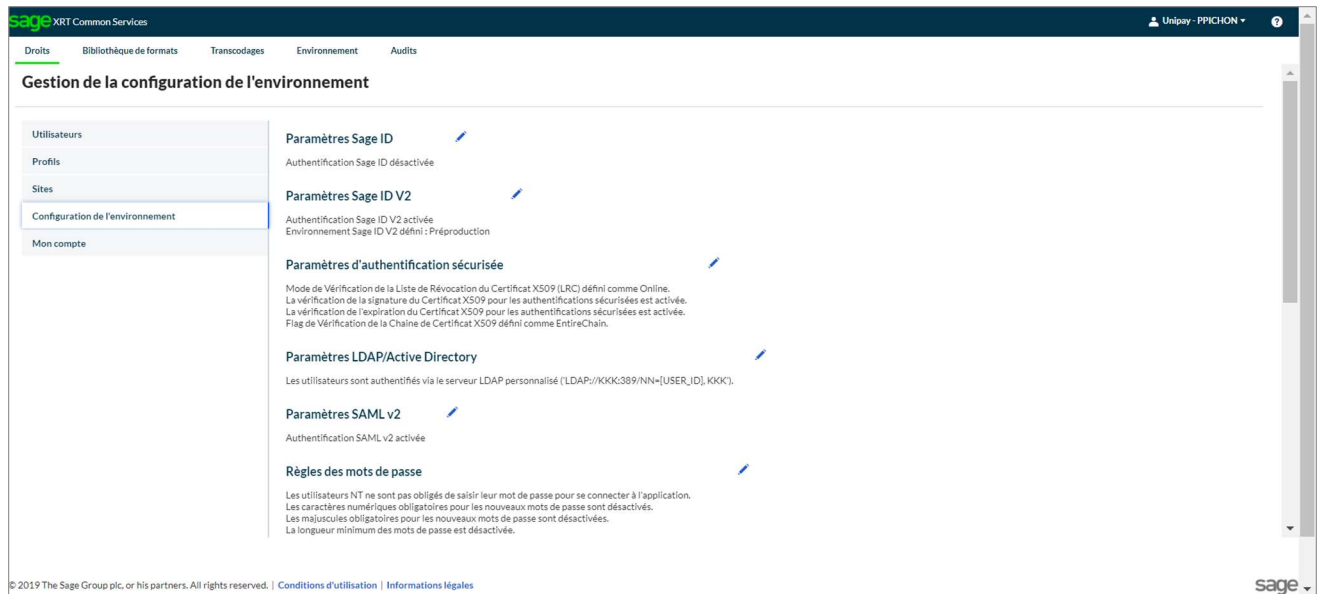 sage XRT Common Services
Unipay - PPICHON
Droits Bibliothèque de formats Transcodages Environnement Audits
Gestion de la configuration de l'environnement
Utilisateurs
Profils
Sites
Configuration de l'environnement
Mon compte
Paramètres Sage ID
Authentification Sage ID désactivée
Paramètres Sage ID V2
Authentification Sage ID V2 activée
Environnement Sage ID V2 défini : Préproduction
Paramètres d'authentification sécurisée
Mode de Vérification de la Liste de Révocation du Certificat X509 (LRC) défini comme Online.
La vérification de la signature du Certificat X509 pour les authentifications sécurisées est activée.
La vérification de l'expiration du Certificat X509 pour les authentifications sécurisées est activée.
Flag de Vérification de la Chaine de Certificat X509 défini comme EntireChain.
Paramètres LDAP/Active Directory
Les utilisateurs sont authentifiés via le serveur LDAP personnalisé ('LDAP://KKK:389/NN=[USER_ID], KKK').
Paramètres SAML v2
Authentification SAML v2 activée
Règles des mots de passe
Les utilisateurs NT ne sont pas obligés de saisir leur mot de passe pour se connecter à l'application.
Les caractères numériques obligatoires pour les nouveaux mots de passe sont désactivés.
Les majuscules obligatoires pour les nouveaux mots de passe sont désactivées.
La longueur minimum des mots de passe est désactivée.
© 2019 The Sage Group plc, or his partners. All rights reserved. | Conditions d'utilisation | Informations légales
sage